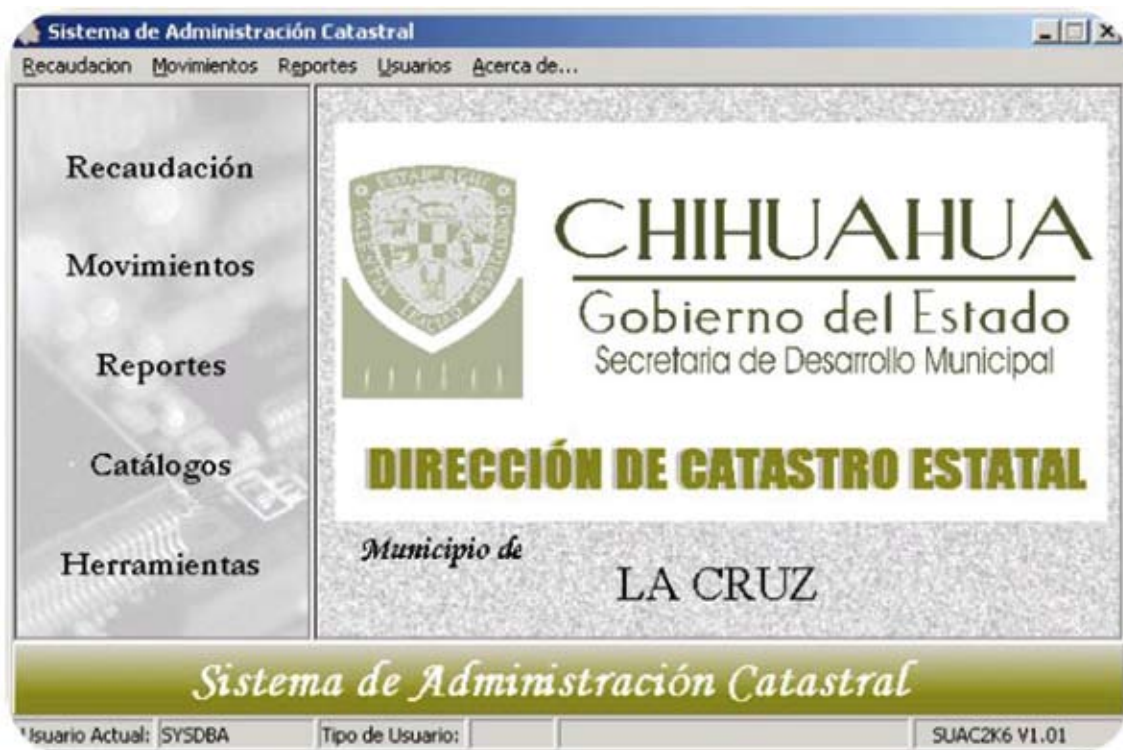 Sistema de Administración Catastral
Recaudacion Movimientos Reportes Usuarios Acerca de...
Recaudación
Movimientos
Reportes
Catálogos
Herramientas
CHIHUAHUA
Gobierno del Estado
Secretaria de Desarrollo Municipal
DIRECCIÓN DE CATASTRO ESTATAL
Municipio de
LA CRUZ
Sistema de Administración Catastral
Usuario Actual: SYSDBA Tipo de Usuario: SUAC2K6 V1.01